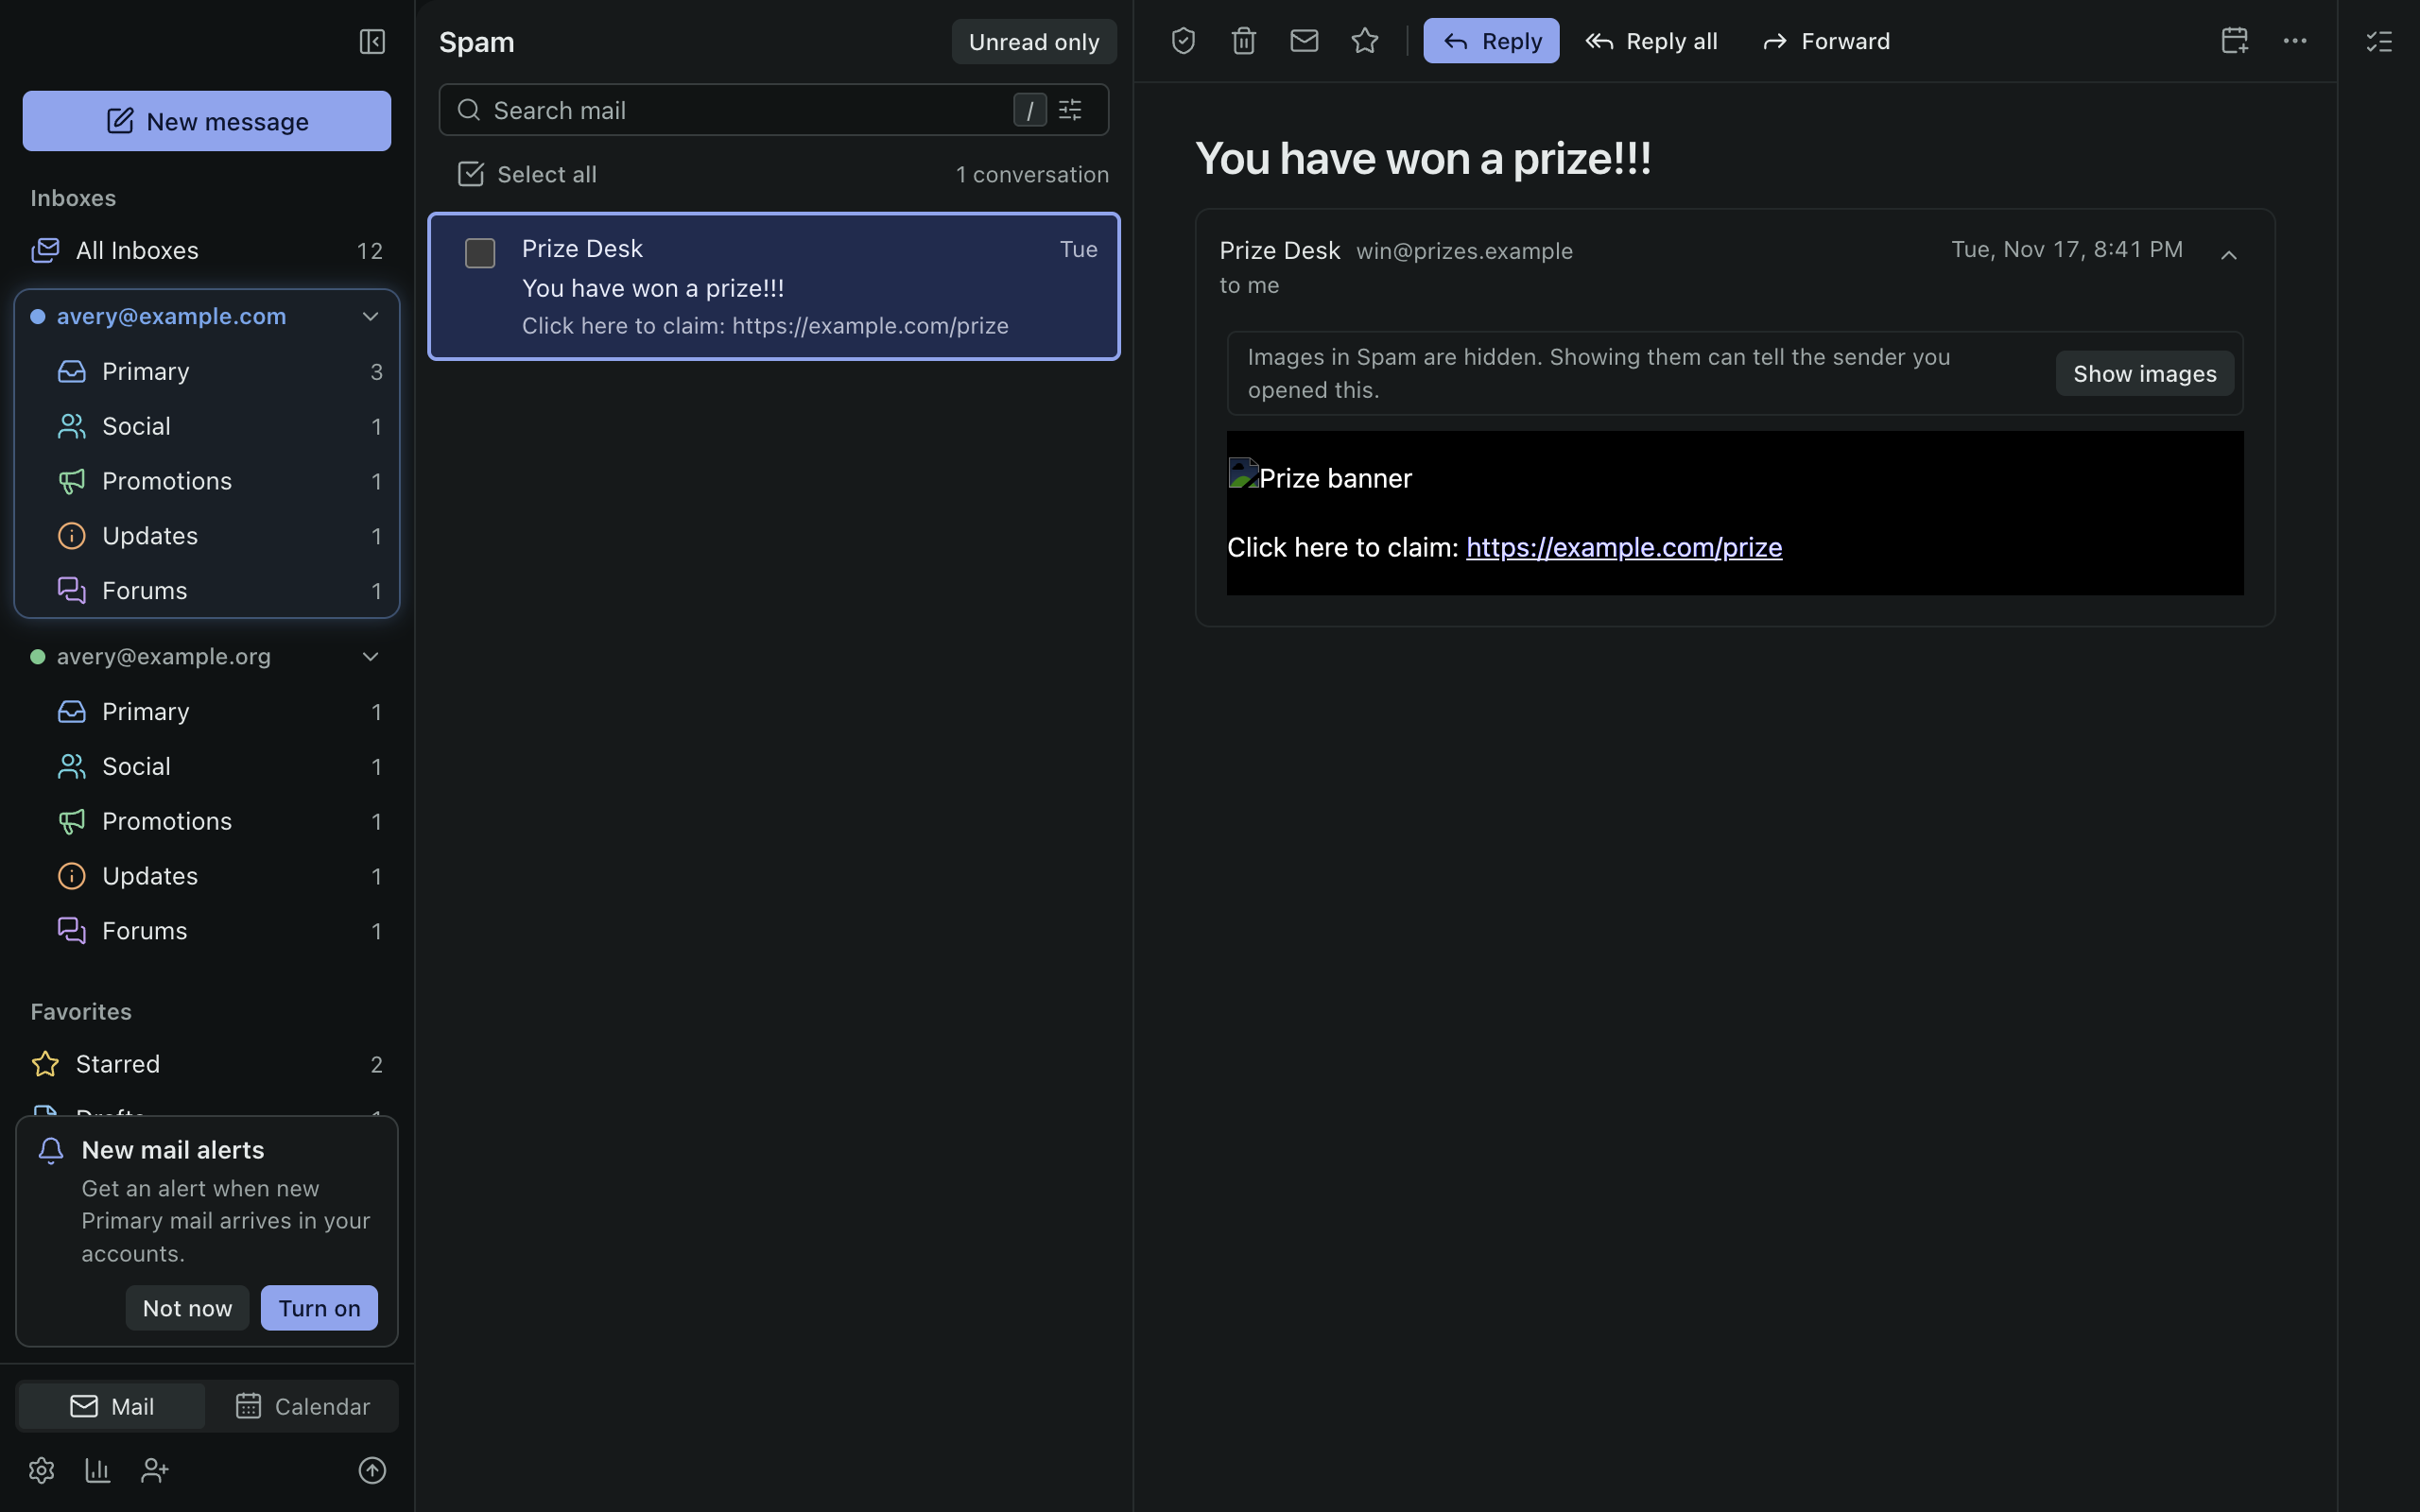 New message
Inboxes
All Inboxes 12
avery@example.com
Primary 3
Social 1
Promotions 1
Updates 1
Forums 1
avery@example.org
Primary 1
Social 1
Promotions 1
Updates 1
Forums 1
Favorites
Starred 2
Drafts 1
New mail alerts
Get an alert when new
Primary mail arrives in your
accounts.
Not now Turn on
Mail Calendar
Spam Unread only
Search mail /
Select all 1 conversation
Prize Desk Tue
You have won a prize!!!
Click here to claim: https://example.com/prize
Reply Reply all Forward
You have won a prize!!!
Prize Desk win@prizes.example Tue, Nov 17, 8:41 PM
to me
Images in Spam are hidden. Showing them can tell the sender you
opened this.
Show images
Prize banner
Click here to claim: https://example.com/prize